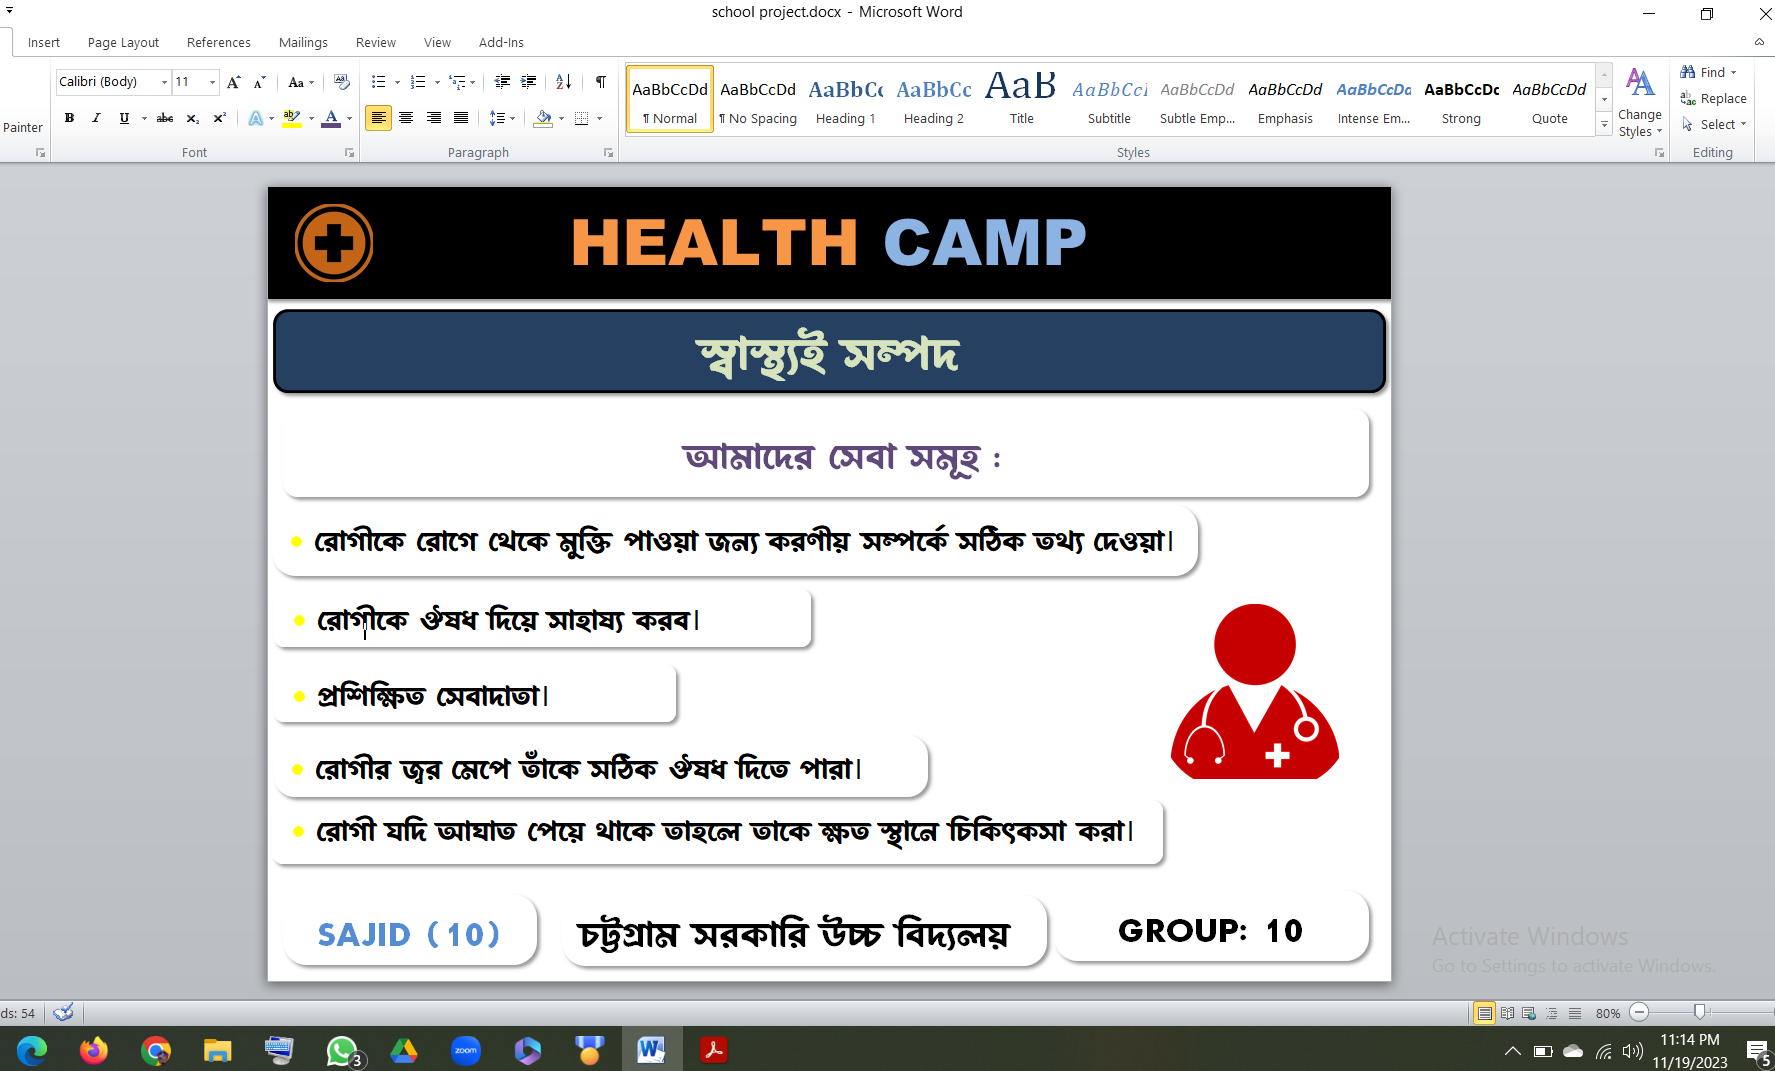 school project.docx - Microsoft Word
Insert Page Layout References Mailings Review View Add-Ins
Calibri (Body) 11
AaBbCcDd AaBbCcDd AaBbCc AaBbCc AaB AaBbCcI AaBbCcDd AaBbCcDd AaBbCcDd AaBbCcDc AaBbCcDd
¶ Normal ¶ No Spacing Heading 1 Heading 2 Title Subtitle Subtle Emp... Emphasis Intense Em... Strong Quote
Change Styles
Find
Replace
Select
Painter
Font Paragraph Styles Editing
HEALTH CAMP
স্বাস্থ্যই সম্পদ
আমাদের সেবা সমূহ :
রোগীকে রোগে থেকে মুক্তি পাওয়া জন্য করণীয় সম্পর্কে সঠিক তথ্য দেওয়া।
রোগীকে ঔষধ দিয়ে সাহায্য করব।
প্রশিক্ষিত সেবাদাতা।
রোগীর জ্বর মেপে তাঁকে সঠিক ঔষধ দিতে পারা।
রোগী যদি আঘাত পেয়ে থাকে তাহলে তাকে ক্ষত স্থানে চিকিৎকসা করা।
SAJID (10) চট্টগ্রাম সরকারি উচ্চ বিদ্যলয় GROUP: 10
Activate Windows
Go to Settings to activate Windows.
ds: 54
80%
zoom
3
11:14 PM
11/19/2023
5